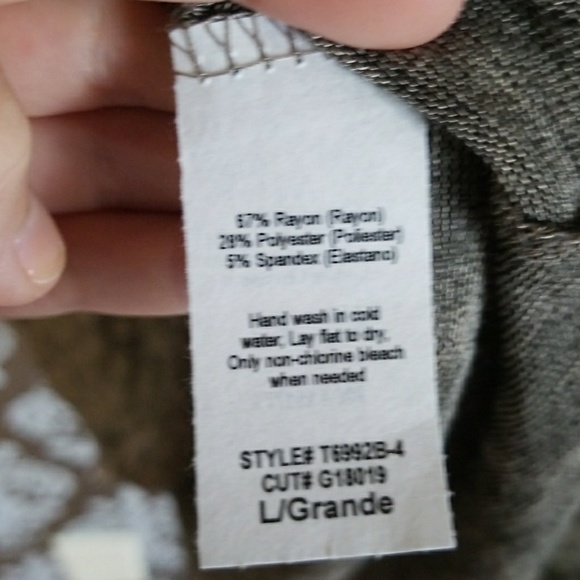 67% Rayon (Rayon)
28% Polyester (Poliester)
5% Spandex (Elastano)
Hand wash in cold
water, Lay flat to dry,
Only non-chlorine bleach
when needed
STYLE# T6992B-4
CUT# G18019
L/Grande